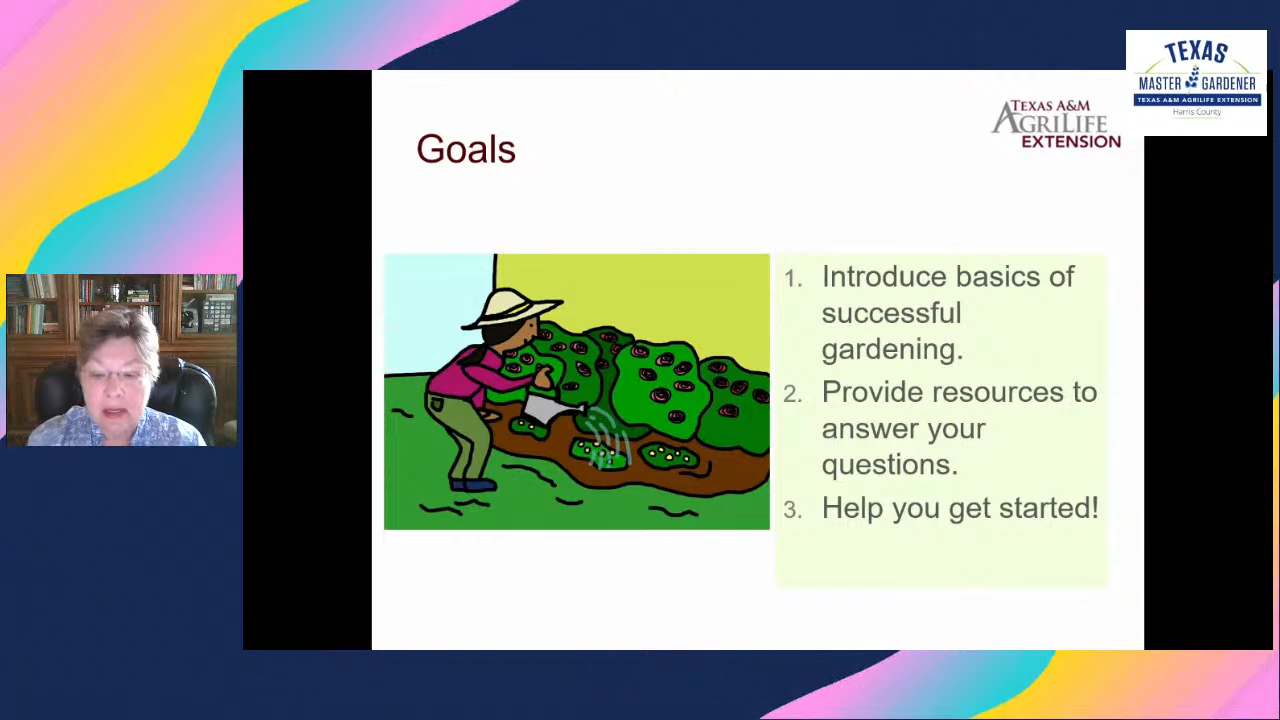 TEXAS
MASTER GARDENER
TEXAS A&M AGRILIFE EXTENSION
Harris County
TEXAS A&M
AGRILIFE
EXTENSION
Goals
1. Introduce basics of
successful
gardening.
2. Provide resources to
answer your
questions.
3. Help you get started!